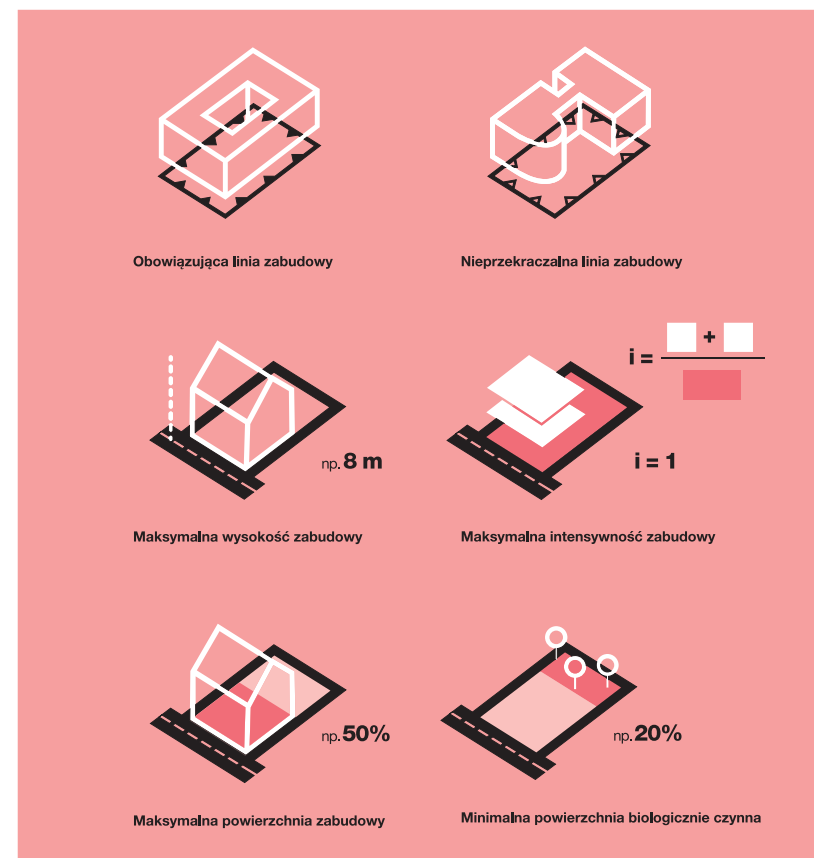 Obowiązująca linia zabudowy
Nieprzekraczalna linia zabudowy
i = +
np. 8 m
i = 1
Maksymalna wysokość zabudowy
Maksymalna intensywność zabudowy
np. 50%
np. 20%
Maksymalna powierzchnia zabudowy
Minimalna powierzchnia biologicznie czynna